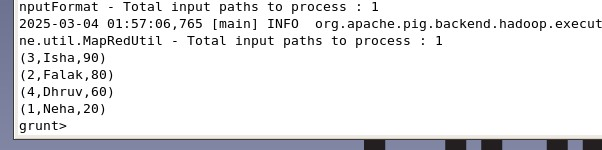 nputFormat - Total input paths to process : 1
2025-03-04 01:57:06,765 [main] INFO  org.apache.pig.backend.hadoop.execut
ne.util.MapRedUtil - Total input paths to process : 1
(3,Isha,90)
(2,Falak,80)
(4,Dhruv,60)
(1,Neha,20)
grunt>